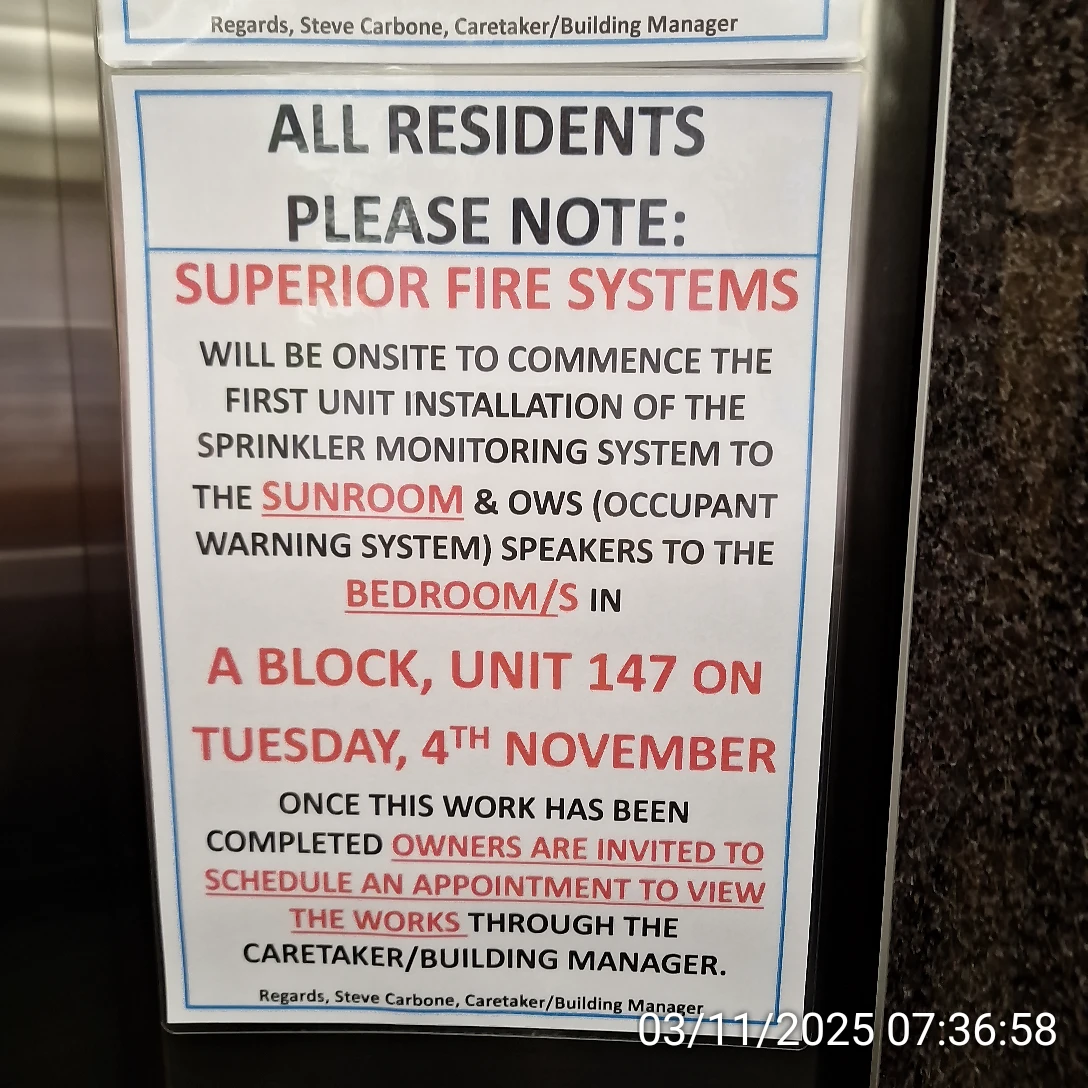 Regards, Steve Carbone, Caretaker/Building Manager
ALL RESIDENTS
PLEASE NOTE:
SUPERIOR FIRE SYSTEMS
WILL BE ONSITE TO COMMENCE THE
FIRST UNIT INSTALLATION OF THE
SPRINKLER MONITORING SYSTEM TO
THE SUNROOM & OWS (OCCUPANT
WARNING SYSTEM) SPEAKERS TO THE
BEDROOM/S IN
A BLOCK, UNIT 147 ON
TUESDAY, 4TH NOVEMBER
ONCE THIS WORK HAS BEEN
COMPLETED OWNERS ARE INVITED TO
SCHEDULE AN APPOINTMENT TO VIEW
THE WORKS THROUGH THE
CARETAKER/BUILDING MANAGER.
Regards, Steve Carbone, Caretaker/Building Manager
03/11/2025 07:36:58